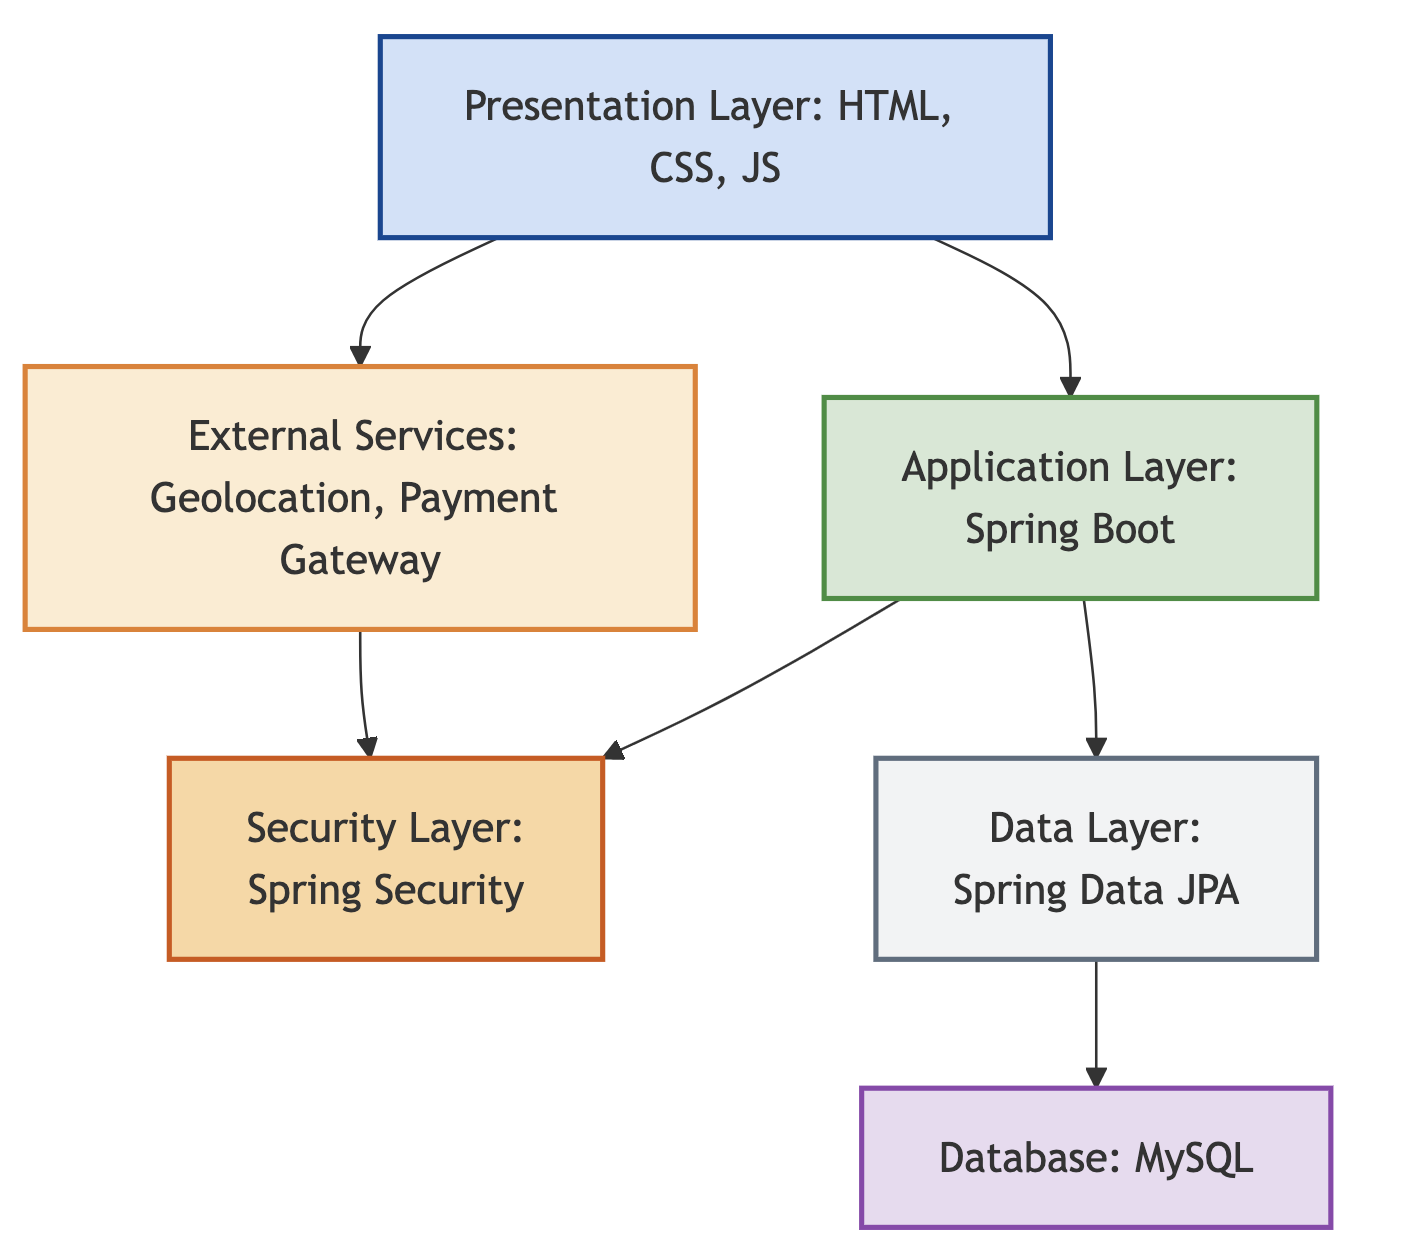 Presentation Layer: HTML,
CSS, JS
External Services:
Geolocation, Payment
Gateway
Application Layer:
Spring Boot
Security Layer:
Spring Security
Data Layer:
Spring Data JPA
Database: MySQL